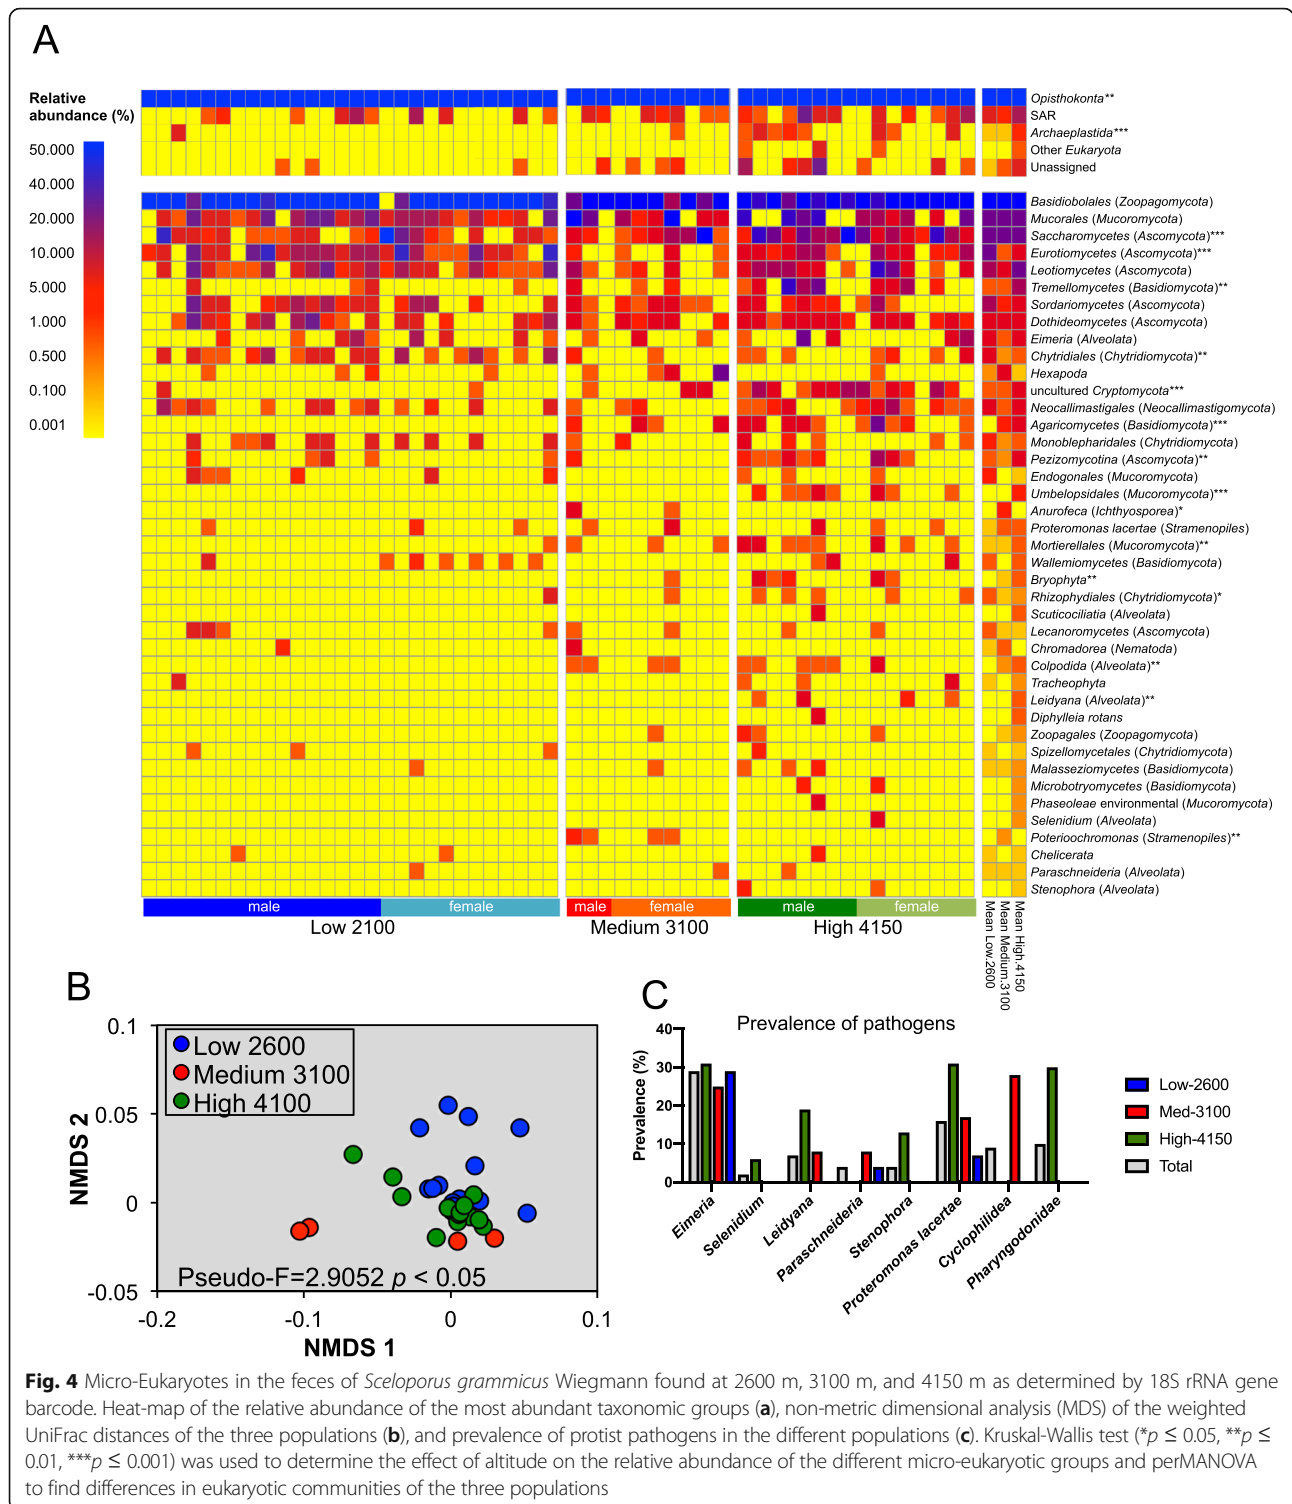 A
Relative
abundance (%)
50.000
40.000
20.000
10.000
5.000
1.000
0.500
0.100
0.001
Opisthokonta**
SAR
Archaeplastida***
Other Eukaryota
Unassigned
Basidiobolales (Zoopagomycota)
Mucorales (Mucoromycota)
Saccharomycetes (Ascomycota)***
Eurotiomycetes (Ascomycota)***
Leotiomycetes (Ascomycota)
Tremellomycetes (Basidiomycota)**
Sordariomycetes (Ascomycota)
Dothideomycetes (Ascomycota)
Eimeria (Alveolata)
Chytridiales (Chytridiomycota)**
Hexapoda
uncultured Cryptomycota***
Neocallimastigales (Neocallimastigomycota)
Agaricomycetes (Basidiomycota)***
Monoblepharidales (Chytridiomycota)
Pezizomycotina (Ascomycota)**
Endogonales (Mucoromycota)
Umbelopsidales (Mucoromycota)***
Anurofeca (Ichthyosporea)*
Proteromonas lacertae (Stramenopiles)
Mortierellales (Mucoromycota)**
Wallemiomycetes (Basidiomycota)
Bryophyta**
Rhizophydiales (Chytridiomycota)*
Scuticociliatia (Alveolata)
Lecanoromycetes (Ascomycota)
Chromadorea (Nematoda)
Colpodida (Alveolata)**
Tracheophyta
Leidyana (Alveolata)**
Diphylleia rotans
Zoopagales (Zoopagomycota)
Spizellomycetales (Chytridiomycota)
Malasseziomycetes (Basidiomycota)
Microbotryomycetes (Basidiomycota)
Phaseoleae environmental (Mucoromycota)
Selenidium (Alveolata)
Poterioochromonas (Stramenopiles)**
Chelicerata
Paraschneideria (Alveolata)
Stenophora (Alveolata)
male female male female male female
Low 2100 Medium 3100 High 4150
Mean Low.2600
Mean Medium.3100
Mean High.4150
B
0.1
0.05
0
-0.05
NMDS 2
Low 2600
Medium 3100
High 4100
Pseudo-F=2.9052 p < 0.05
-0.2 -0.1 0 0.1
NMDS 1
C
Prevalence of pathogens
Prevalence (%)
40
30
20
10
0
Eimeria
Selenidium
Leidyana
Paraschneideria
Stenophora
Proteromonas lacertae
Cyclophilidea
Pharyngodonidae
Low-2600
Med-3100
High-4150
Total
Fig. 4 Micro-Eukaryotes in the feces of Sceloporus grammicus Wiegmann found at 2600 m, 3100 m, and 4150 m as determined by 18S rRNA gene
barcode. Heat-map of the relative abundance of the most abundant taxonomic groups (a), non-metric dimensional analysis (MDS) of the weighted
UniFrac distances of the three populations (b), and prevalence of protist pathogens in the different populations (c). Kruskal-Wallis test (*p ≤ 0.05, **p ≤
0.01, ***p ≤ 0.001) was used to determine the effect of altitude on the relative abundance of the different micro-eukaryotic groups and perMANOVA
to find differences in eukaryotic communities of the three populations